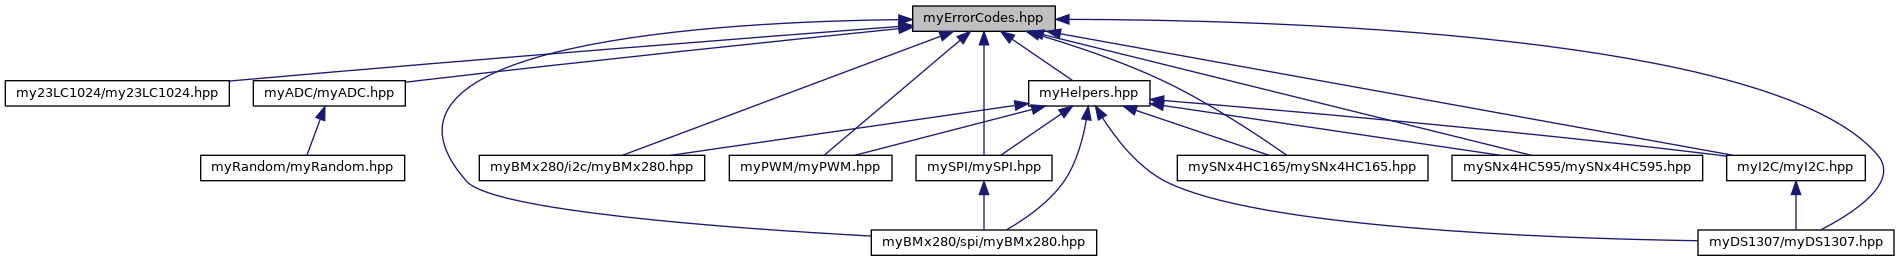 myErrorCodes.hpp
my23LC1024/my23LC1024.hpp
myADC/myADC.hpp
myHelpers.hpp
myRandom/myRandom.hpp
myBMx280/i2c/myBMx280.hpp
myPWM/myPWM.hpp
mySPI/mySPI.hpp
mySNx4HC165/mySNx4HC165.hpp
mySNx4HC595/mySNx4HC595.hpp
myI2C/myI2C.hpp
myBMx280/spi/myBMx280.hpp
myDS1307/myDS1307.hpp